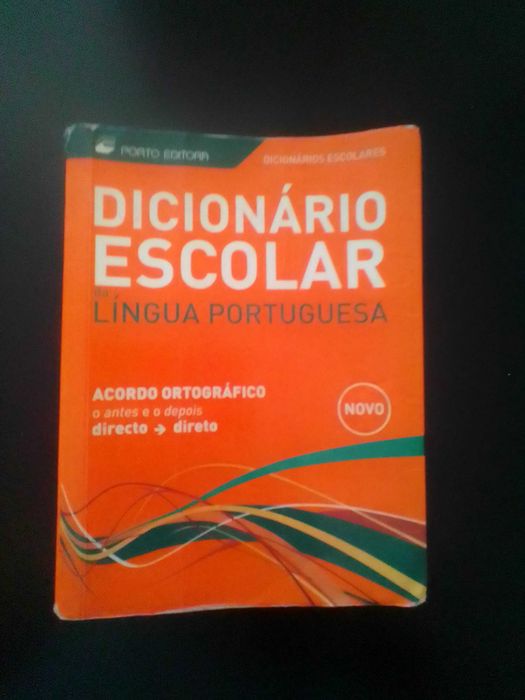 PORTO EDITORA
DICIONÁRIOS ESCOLARES
DICIONÁRIO
ESCOLAR
da
LÍNGUA PORTUGUESA
ACORDO ORTOGRÁFICO
o antes e o depois
directo → direto
NOVO